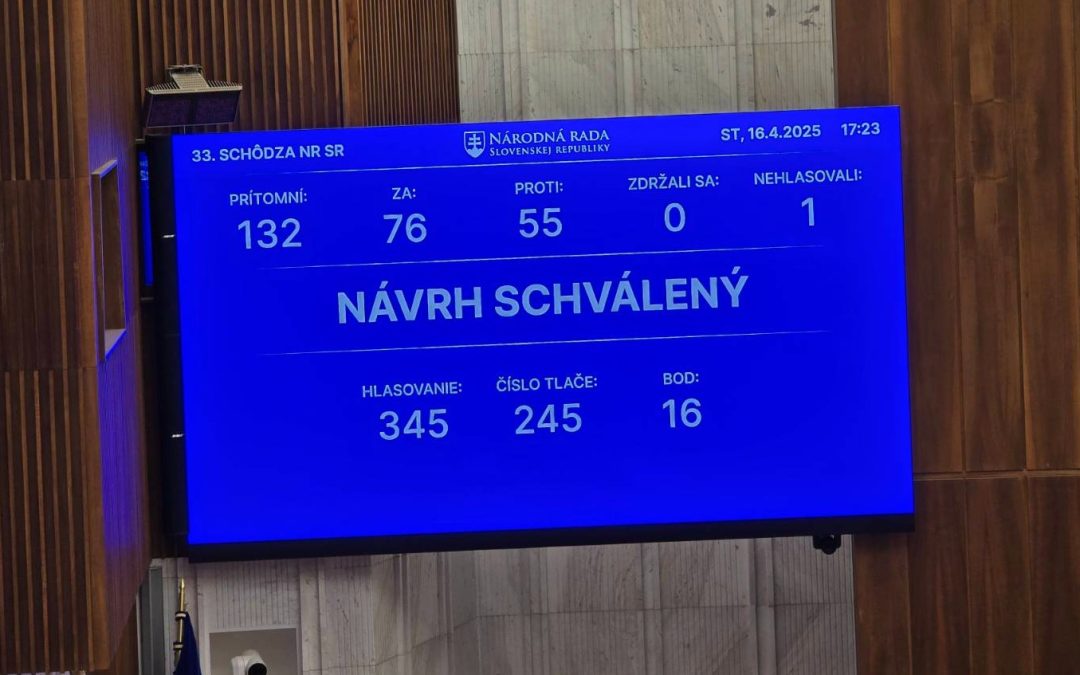 33. SCHÔDZA NR SR
NÁRODNÁ RADA
SLOVENSKEJ REPUBLIKY
ST, 16.4.2025 17:23
PRÍTOMNÍ: ZA: PROTI: ZDRŽALI SA: NEHLASOVALI:
132 76 55 0 1
NÁVRH SCHVÁLENÝ
HLASOVANIE: ČÍSLO TLAČE: BOD:
345 245 16